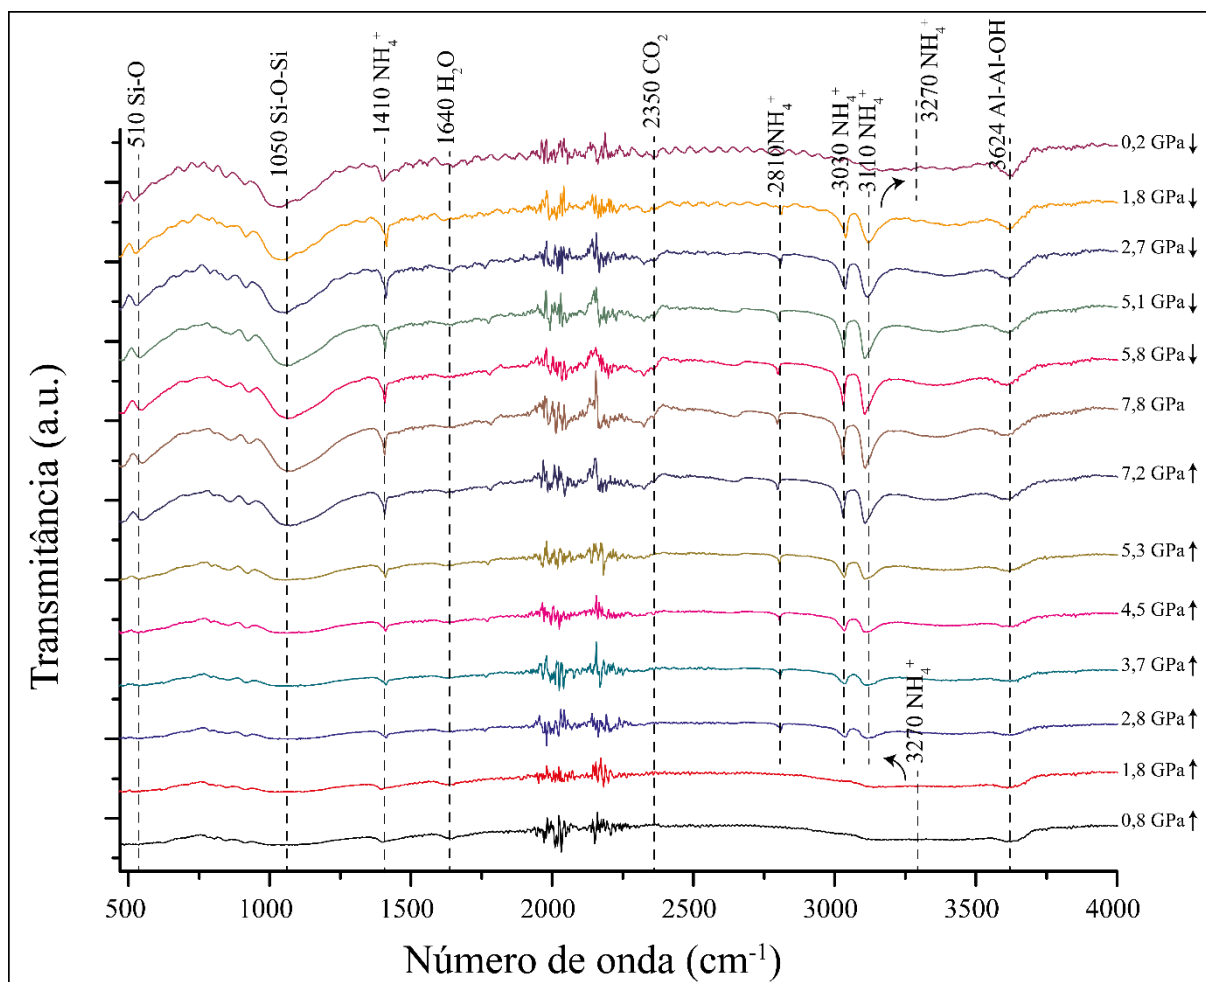 510 Si-O
1050 Si-O-Si
1410 NH₄⁺
1640 H₂O
2350 CO₂
2810NH₄⁺
3030 NH₄⁺
3110 NH₄⁺
3270 NH₄⁺
3624 Al-Al-OH
0,2 GPa↓
1,8 GPa↓
2,7 GPa↓
5,1 GPa↓
5,8 GPa↓
7,8 GPa
7,2 GPa↑
5,3 GPa↑
4,5 GPa↑
3,7 GPa↑
2,8 GPa↑
1,8 GPa↑
0,8 GPa↑
3270 NH₄⁺
Transmitância (a.u.)
500 1000 1500 2000 2500 3000 3500 4000
Número de onda (cm⁻¹)